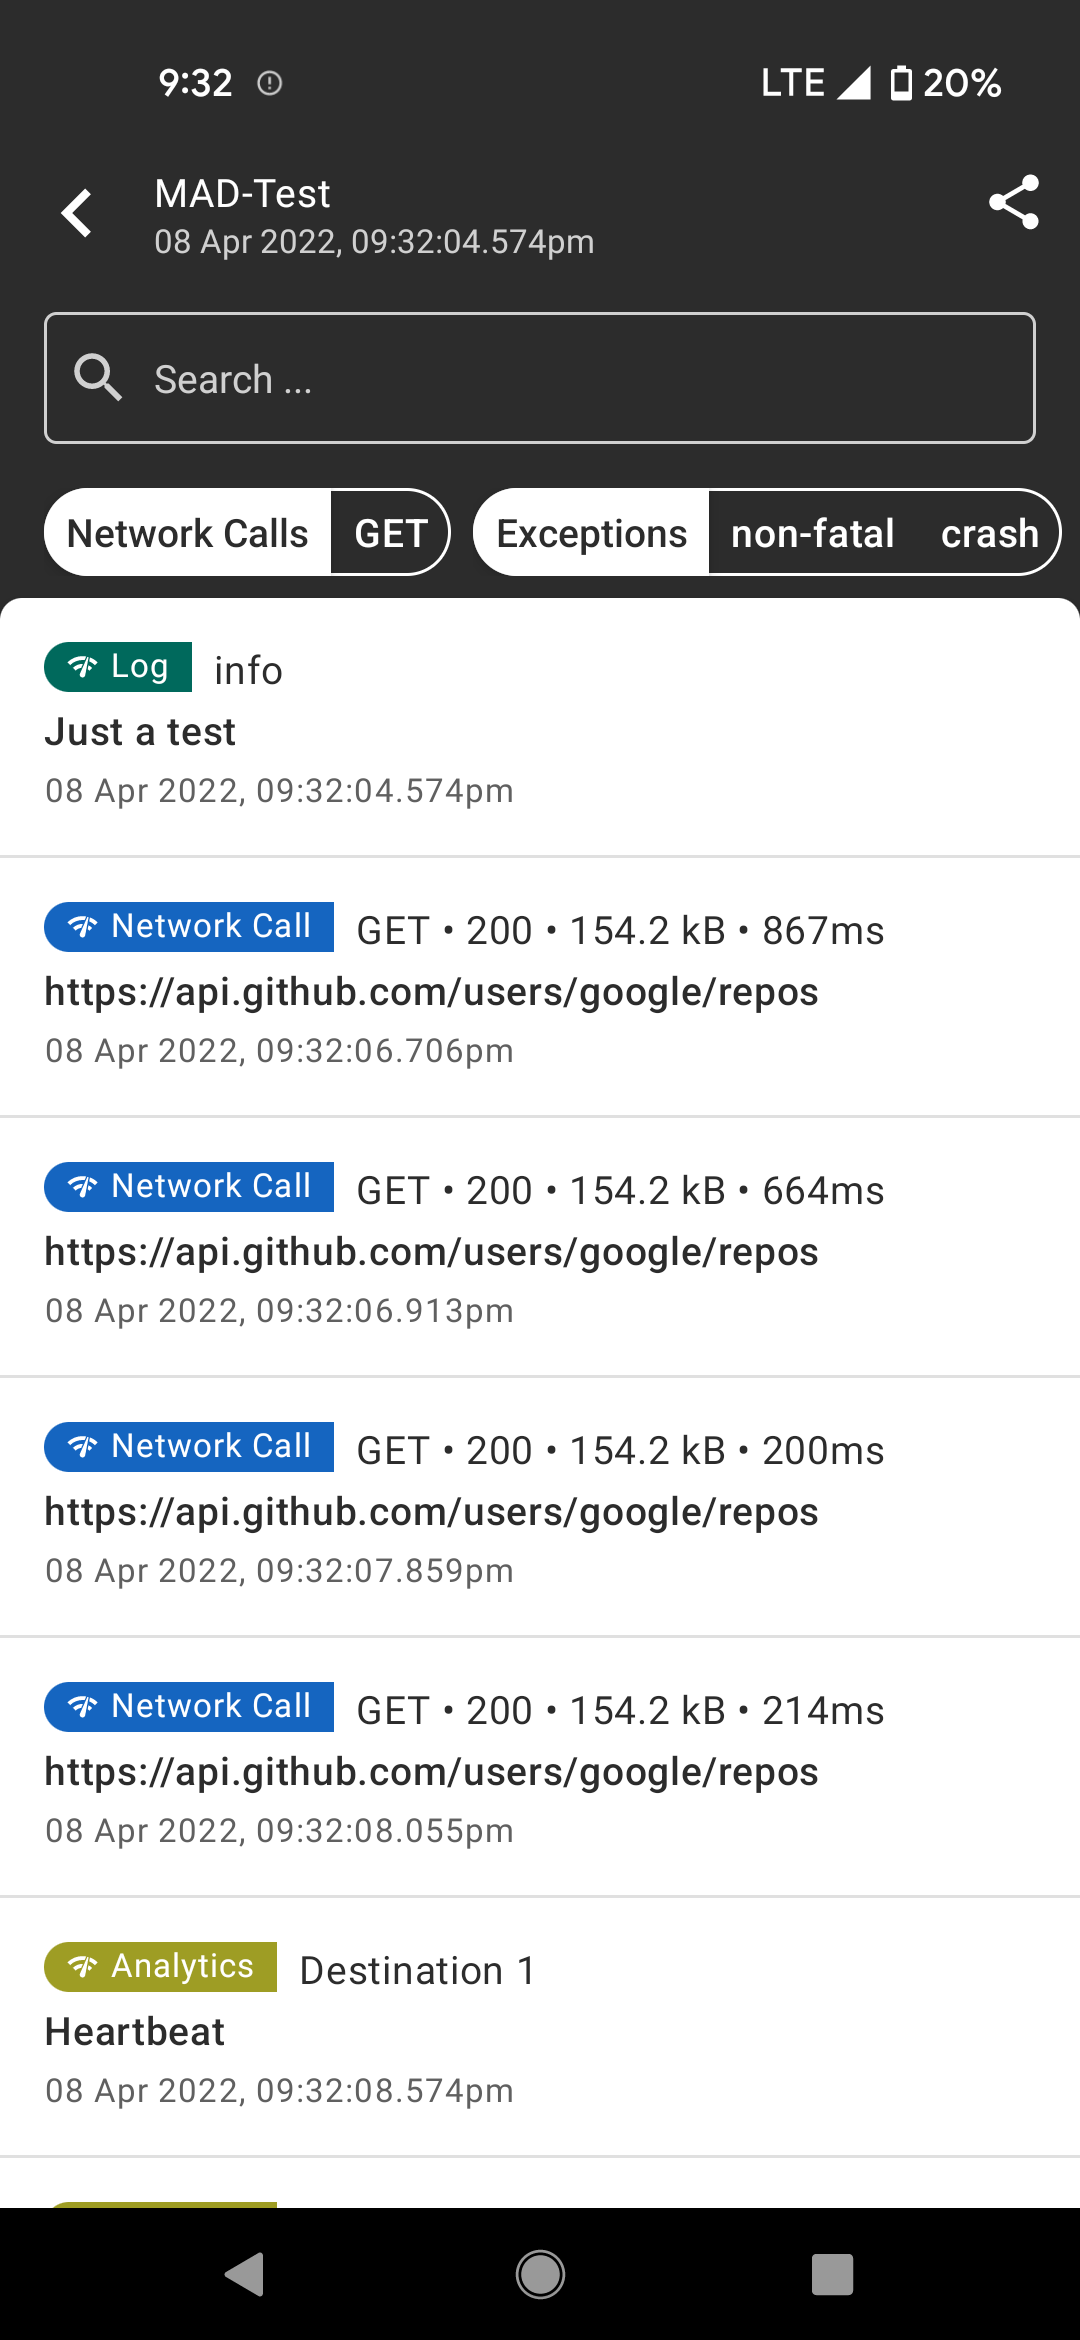 9:32 LTE 20%
MAD-Test
08 Apr 2022, 09:32:04.574pm
Search ...
Network Calls GET Exceptions non-fatal crash
Log info
Just a test
08 Apr 2022, 09:32:04.574pm
Network Call GET • 200 • 154.2 kB • 867ms
https://api.github.com/users/google/repos
08 Apr 2022, 09:32:06.706pm
Network Call GET • 200 • 154.2 kB • 664ms
https://api.github.com/users/google/repos
08 Apr 2022, 09:32:06.913pm
Network Call GET • 200 • 154.2 kB • 200ms
https://api.github.com/users/google/repos
08 Apr 2022, 09:32:07.859pm
Network Call GET • 200 • 154.2 kB • 214ms
https://api.github.com/users/google/repos
08 Apr 2022, 09:32:08.055pm
Analytics Destination 1
Heartbeat
08 Apr 2022, 09:32:08.574pm